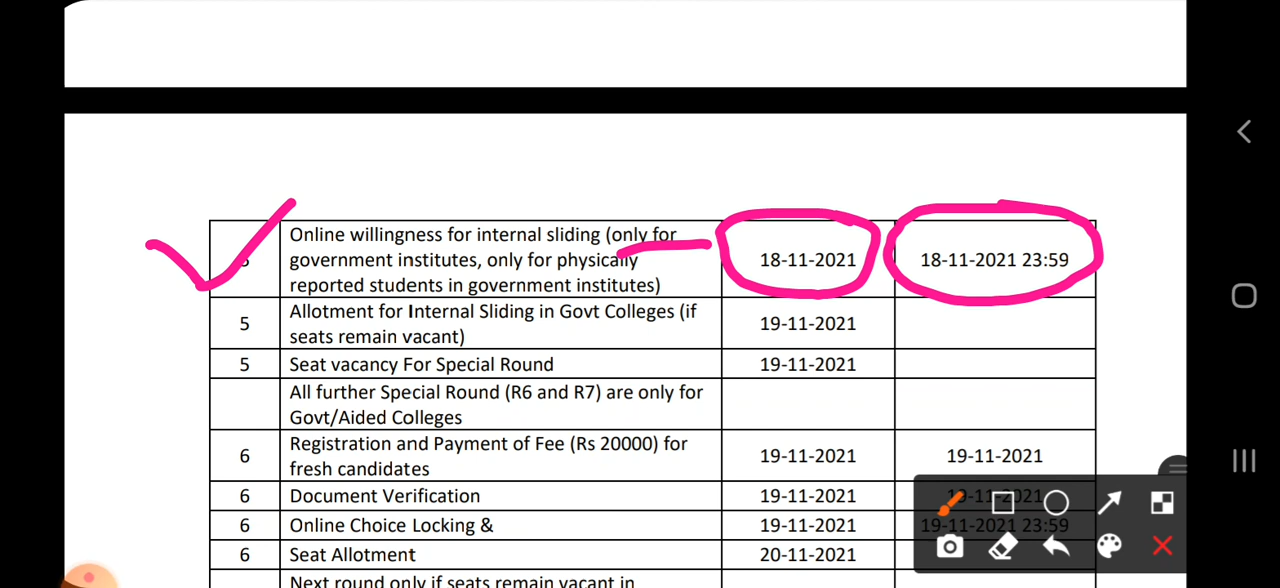 Online willingness for internal sliding (only for
government institutes, only for physically
reported students in government institutes)
18-11-2021
18-11-2021 23:59
5
Allotment for Internal Sliding in Govt Colleges (if
seats remain vacant)
19-11-2021
5
Seat vacancy For Special Round
19-11-2021
All further Special Round (R6 and R7) are only for
Govt/Aided Colleges
6
Registration and Payment of Fee (Rs 20000) for
fresh candidates
19-11-2021
19-11-2021
6
Document Verification
19-11-2021
19-11-2021
6
Online Choice Locking &
19-11-2021
19-11-2021 23:59
6
Seat Allotment
20-11-2021
Next round only if seats remain vacant in